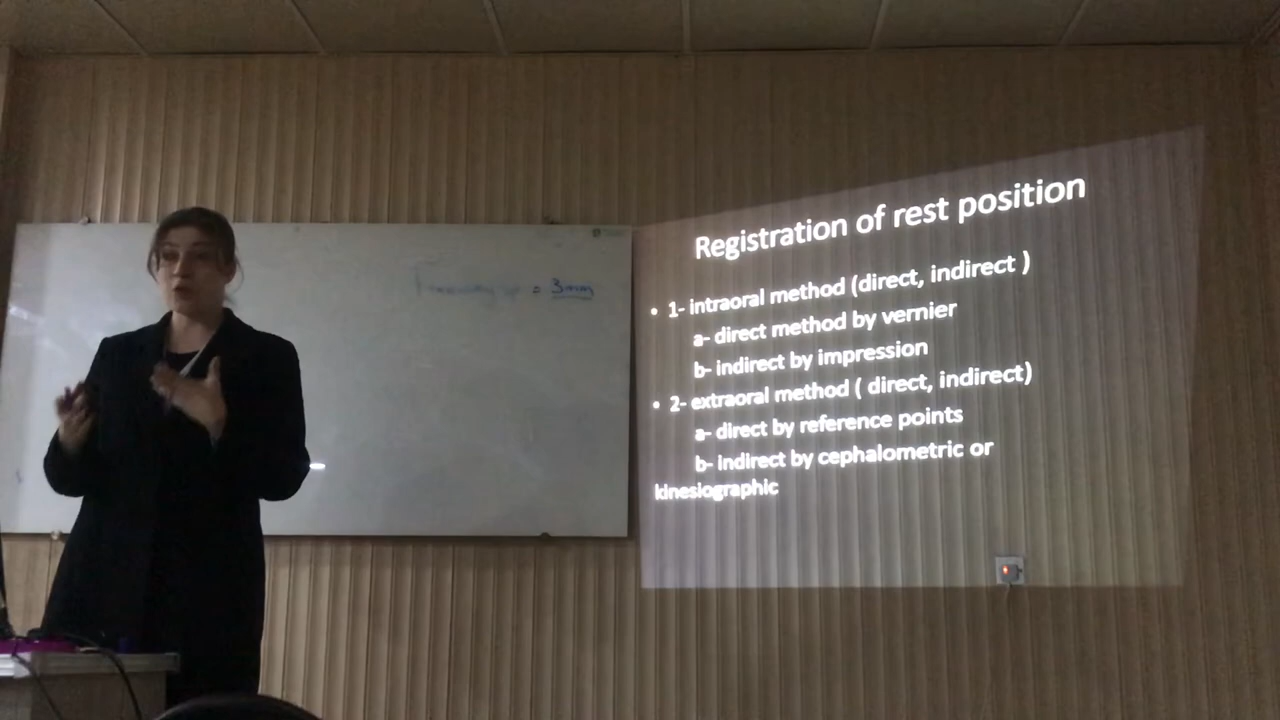 = 3mm
Registration of rest position
• 1- intraoral method (direct, indirect )
a- direct method by vernier
b- indirect by impression
• 2- extraoral method ( direct, indirect)
a- direct by reference points
b- indirect by cephalometric or
kinesiographic